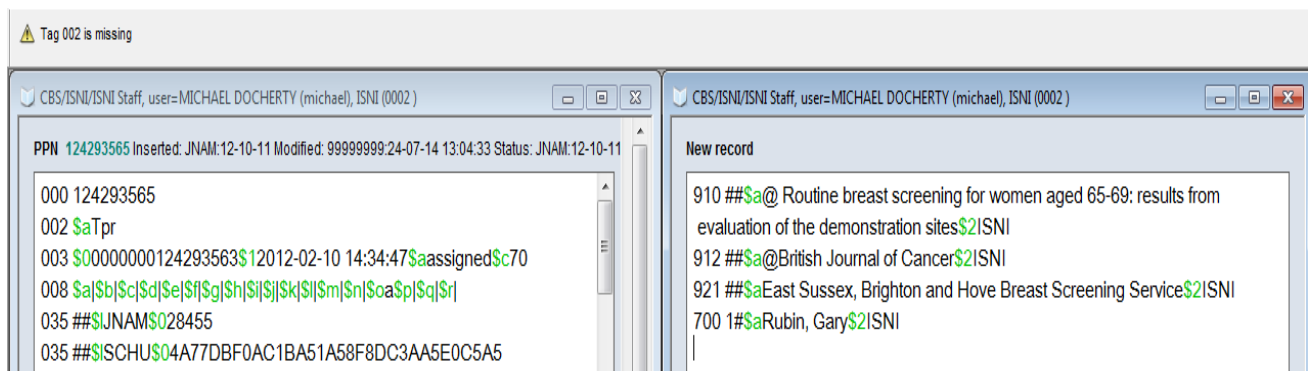 Tag 002 is missing
CBS/ISNI/ISNI Staff, user=MICHAEL DOCHERTY (michael), ISNI (0002 )
PPN 124293565 Inserted: JNAM:12-10-11 Modified: 99999999:24-07-14 13:04:33 Status: JNAM:12-10-11
000 124293565
002 $aTpr
003 $0000000001242935​63$12012-02-10 14:34:47$aassigned$c70
008 $a|$b|$c|$d|$e|$f|$g|$h|$i|$j|$k|$l|$m|$n|$oa$p|$q|$r|
035 ##$lJNAM$028455
035 ##$lSCHU$04A77DBF0AC1BA51A58F8DC3AA5E0C5A5
CBS/ISNI/ISNI Staff, user=MICHAEL DOCHERTY (michael), ISNI (0002 )
New record
910 ##$a@ Routine breast screening for women aged 65-69: results from
evaluation of the demonstration sites$2ISNI
912 ##$a@British Journal of Cancer$2ISNI
921 ##$aEast Sussex, Brighton and Hove Breast Screening Service$2ISNI
700 1#$aRubin, Gary$2ISNI